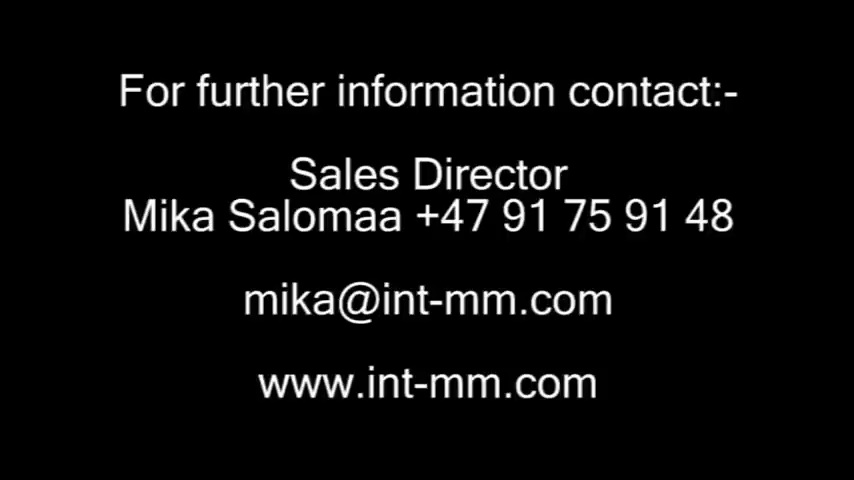 For further information contact:-
Sales Director
Mika Salomaa +47 91 75 91 48
mika@int-mm.com
www.int-mm.com